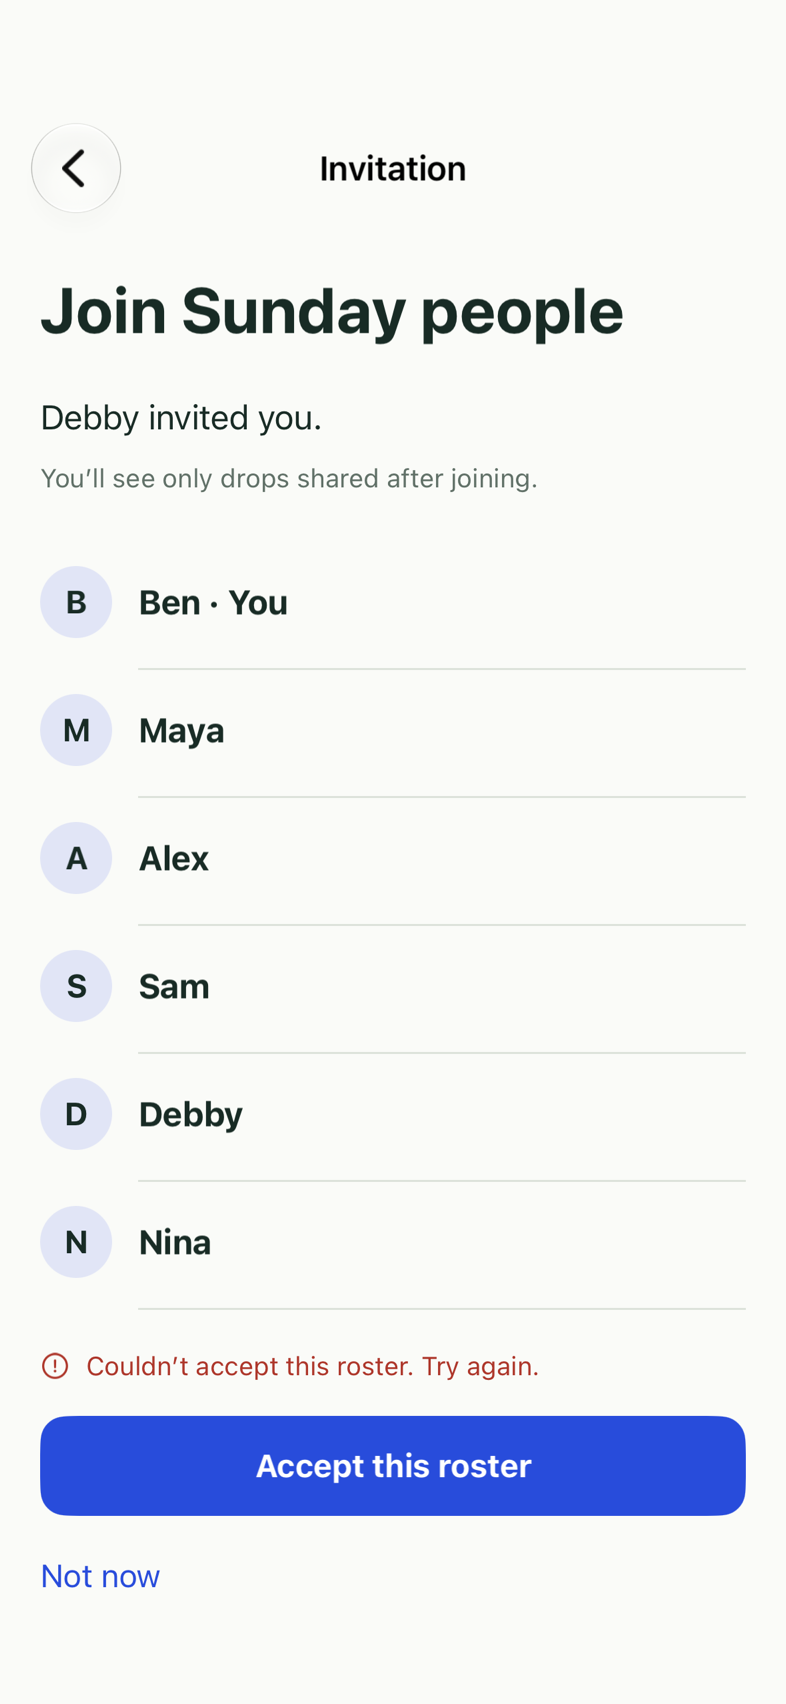 Invitation
Join Sunday people
Debby invited you.
You’ll see only drops shared after joining.
B
Ben · You
M
Maya
A
Alex
S
Sam
D
Debby
N
Nina
Couldn’t accept this roster. Try again.
Accept this roster
Not now